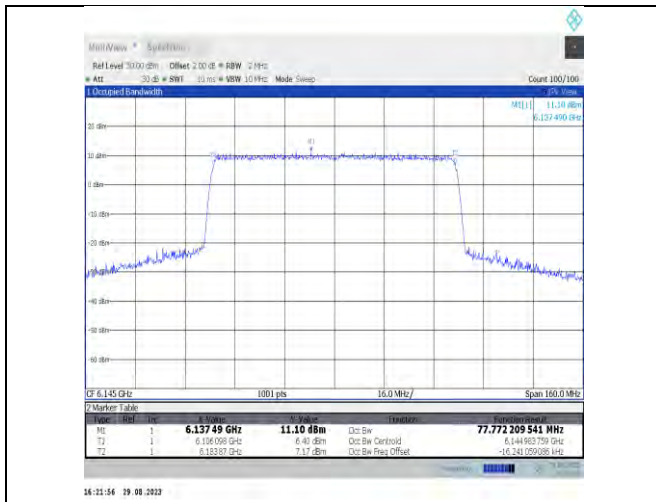 MultiView Spectrum
Ref Level 30.00 dBm Offset 2.00 dB RBW 2 MHz
Att 30 dB SWT 10 ms VBW 10 MHz Mode Sweep Count 100/100
1 Occupied Bandwidth
M1[1] 11.10 dBm
6.137 490 GHz
M1
20 dBm
10 dBm
0 dBm
-10 dBm
-20 dBm
-30 dBm
-40 dBm
-50 dBm
-60 dBm
CF 6.145 GHz 1001 pts 16.0 MHz/ Span 160.0 MHz
2 Marker Table
Type Ref Trc X-Value Y-Value Function Function Result
M1 1 6.137 49 GHz 11.10 dBm Occ Bw 77.772 209 541 MHz
T1 1 6.106 098 GHz 6.40 dBm Occ Bw Centroid 6.144 983 759 GHz
T2 1 6.183 87 GHz 7.17 dBm Occ Bw Freq Offset -16.241 059 086 kHz
16:21:56 29.08.2023